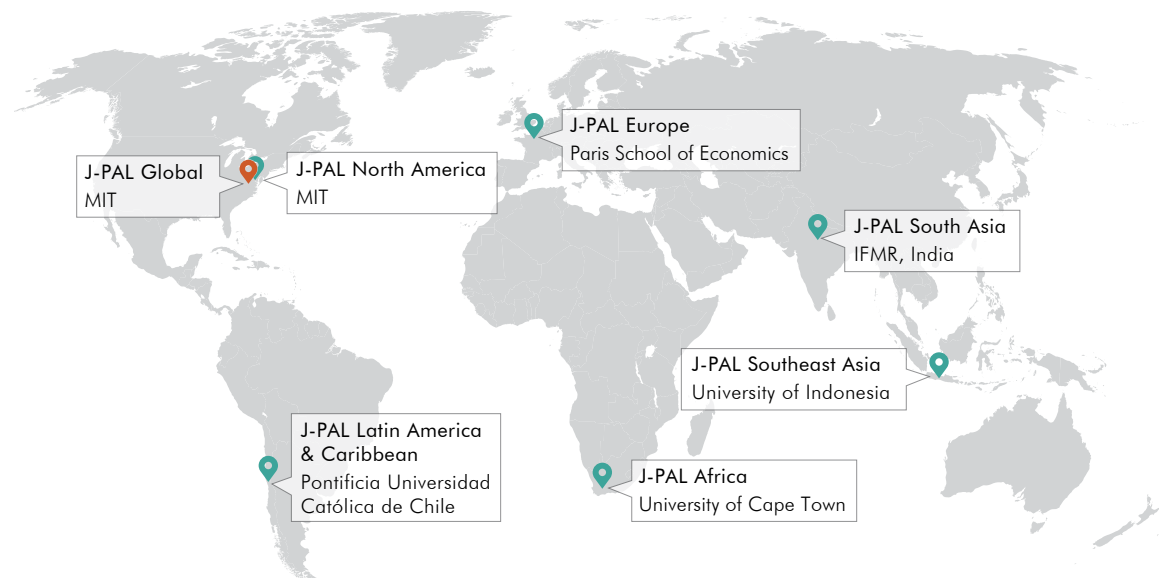 J-PAL Europe
Paris School of Economics
J-PAL Global
MIT
J-PAL North America
MIT
J-PAL South Asia
IFMR, India
J-PAL Southeast Asia
University of Indonesia
J-PAL Latin America
& Caribbean
Pontificia Universidad
Católica de Chile
J-PAL Africa
University of Cape Town